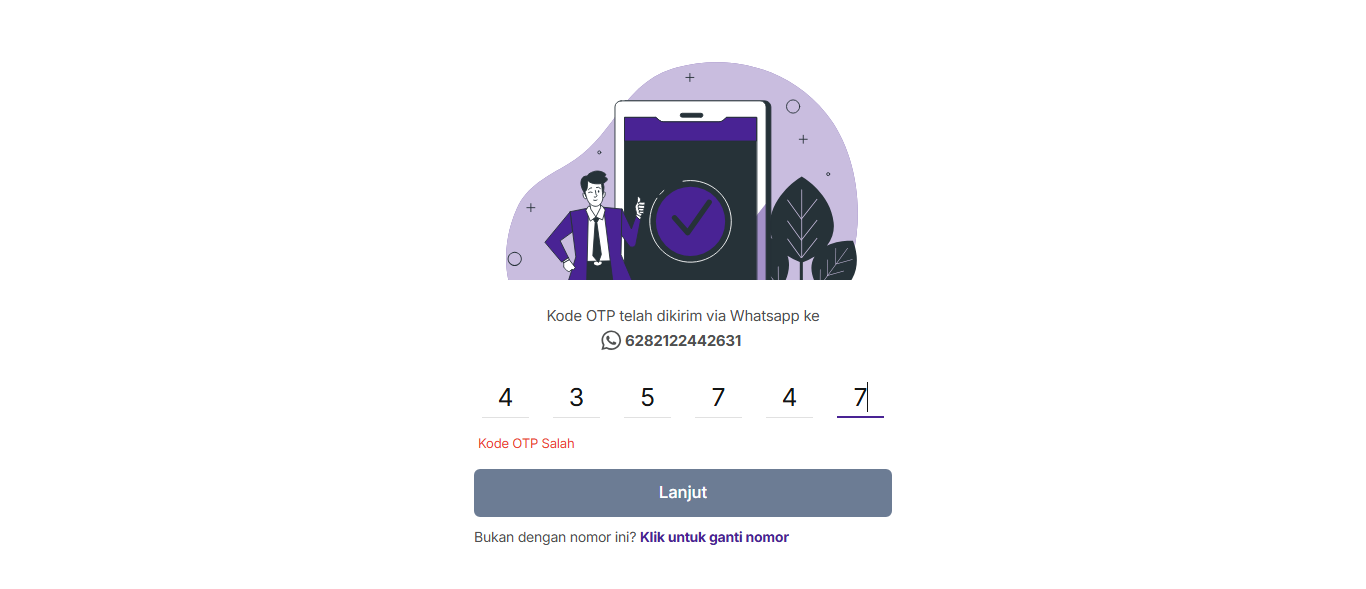 Kode OTP telah dikirim via Whatsapp ke
6282122442631
4 3 5 7 4 7
Kode OTP Salah
Lanjut
Bukan dengan nomor ini? Klik untuk ganti nomor